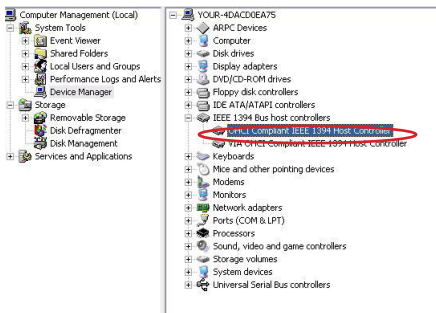 Computer Management (Local)
System Tools
Event Viewer
Shared Folders
Local Users and Groups
Performance Logs and Alerts
Device Manager
Storage
Removable Storage
Disk Defragmenter
Disk Management
Services and Applications
YOUR-4DACD0EA75
ARPC Devices
Computer
Disk drives
Display adapters
DVD/CD-ROM drives
Floppy disk controllers
IDE ATA/ATAPI controllers
IEEE 1394 Bus host controllers
OHCI Compliant IEEE 1394 Host Controller
VIA OHCI Compliant IEEE 1394 Host Controller
Keyboards
Mice and other pointing devices
Modems
Monitors
Network adapters
Ports (COM & LPT)
Processors
Sound, video and game controllers
Storage volumes
System devices
Universal Serial Bus controllers